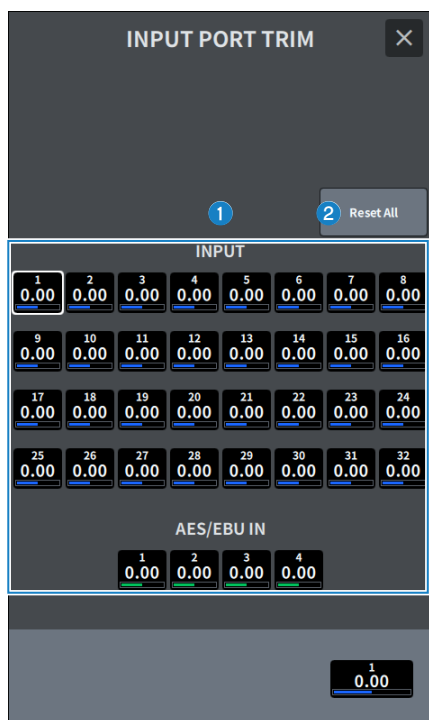 INPUT PORT TRIM ×
1 2 Reset All
INPUT
1 2 3 4 5 6 7 8
0.00 0.00 0.00 0.00 0.00 0.00 0.00 0.00
9 10 11 12 13 14 15 16
0.00 0.00 0.00 0.00 0.00 0.00 0.00 0.00
17 18 19 20 21 22 23 24
0.00 0.00 0.00 0.00 0.00 0.00 0.00 0.00
25 26 27 28 29 30 31 32
0.00 0.00 0.00 0.00 0.00 0.00 0.00 0.00
AES/EBU IN
1 2 3 4
0.00 0.00 0.00 0.00
1
0.00